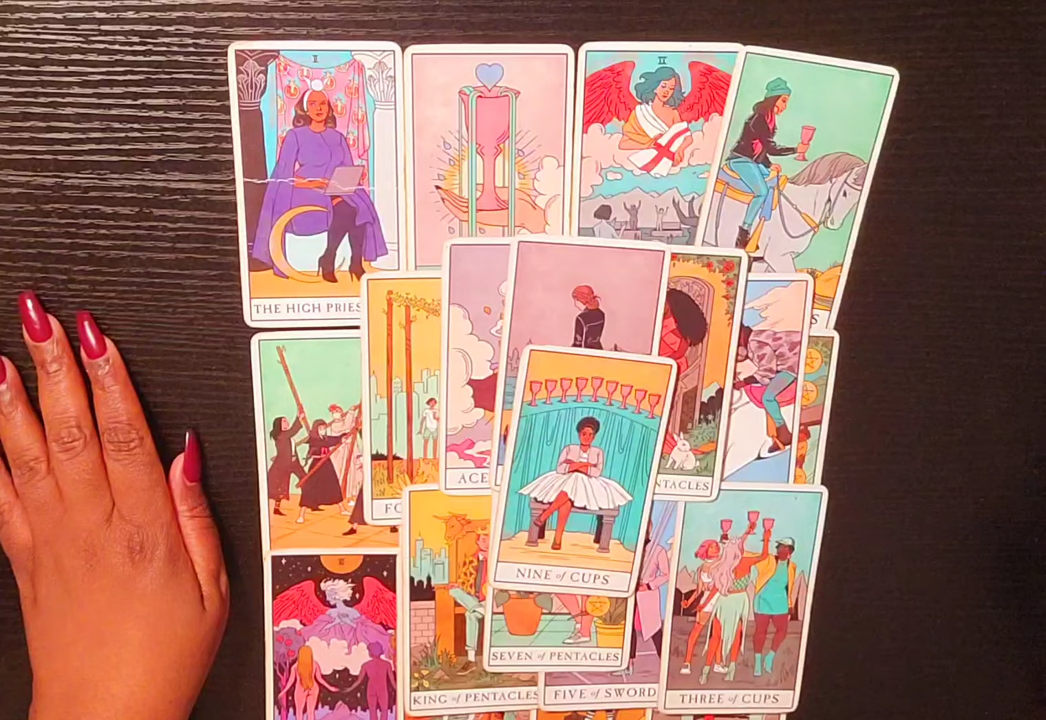 II
THE HIGH PRIES
S
ACE
FO
NTACLES
NINE of CUPS
SEVEN of PENTACLES
KING of PENTACLES
FIVE of SWORD
THREE of CUPS